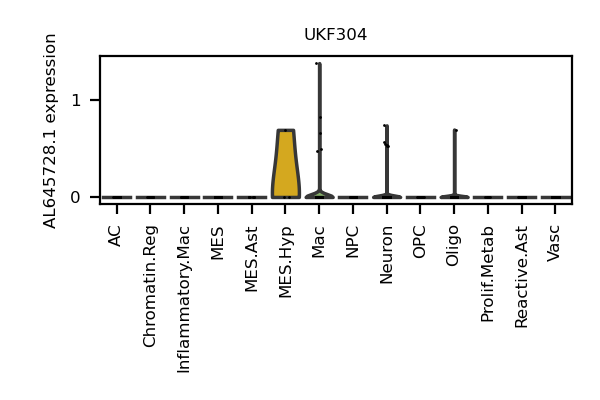 UKF304
AL645728.1 expression
1
0
AC
Chromatin.Reg
Inflammatory.Mac
MES
MES.Ast
MES.Hyp
Mac
NPC
Neuron
OPC
Oligo
Prolif.Metab
Reactive.Ast
Vasc